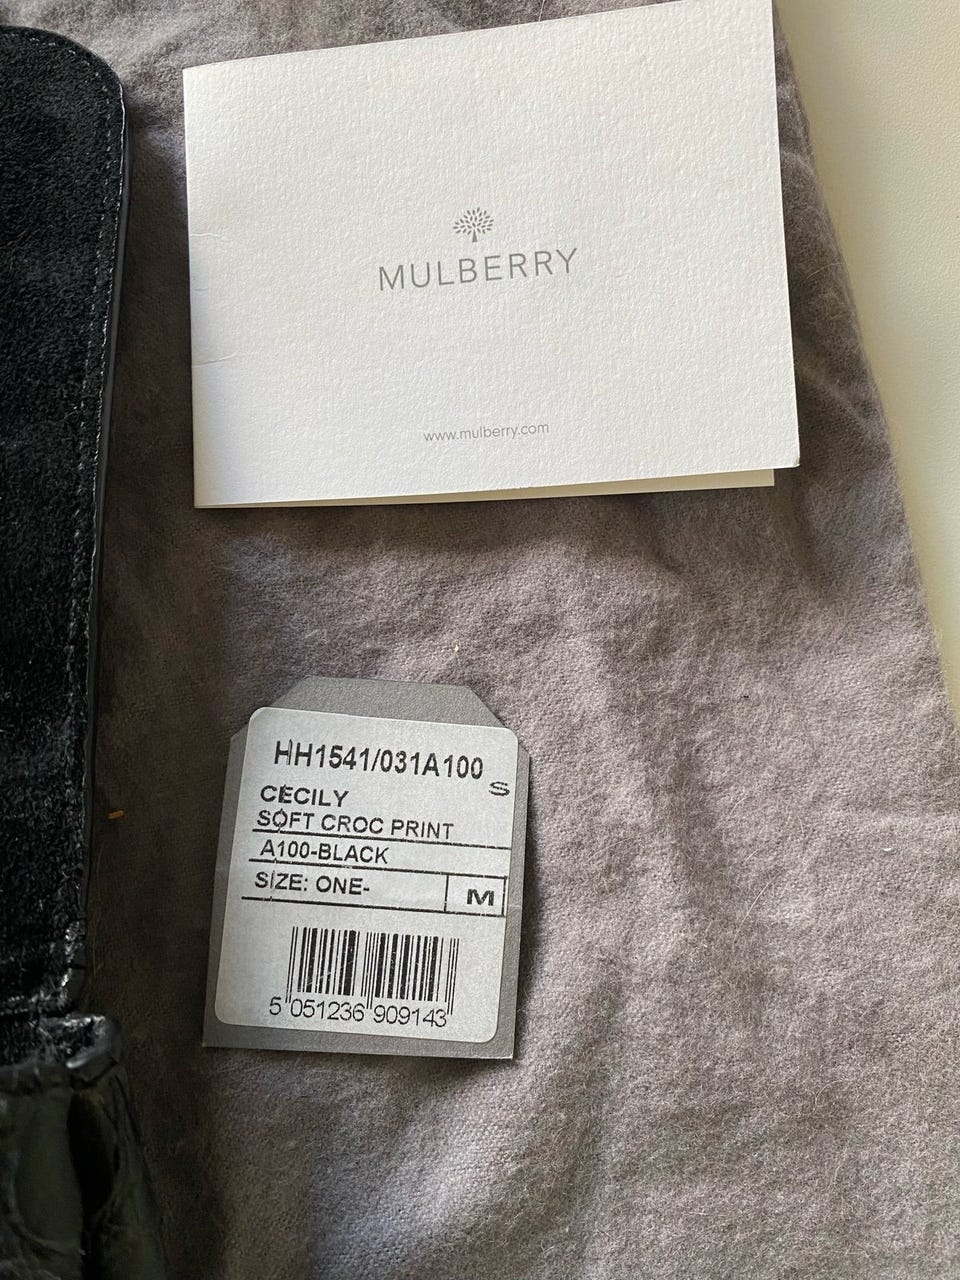 MULBERRY
www.mulberry.com
HH1541/031A100
S
CECILY
SOFT CROC PRINT
A100-BLACK
SIZE: ONE-
M
5 051236 909143